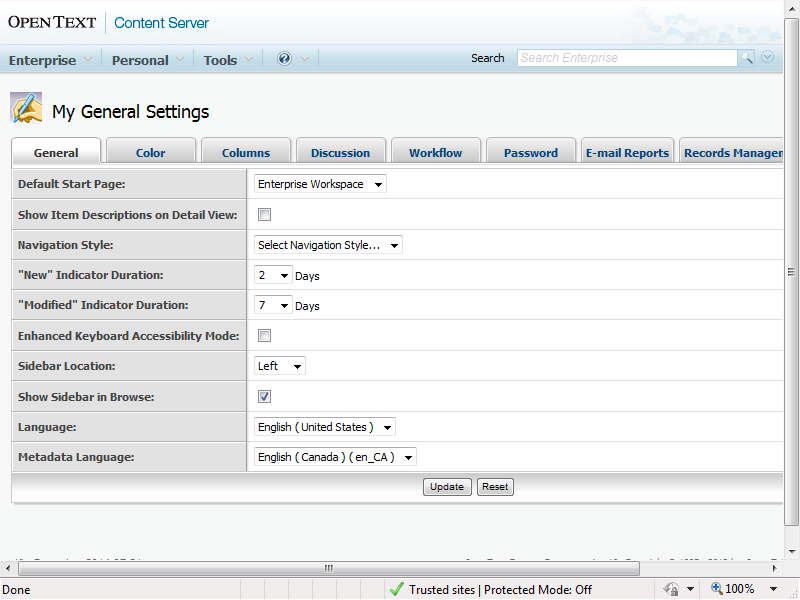 OPEN TEXT Content Server
Enterprise Personal Tools Search Search Enterprise
My General Settings
General Color Columns Discussion Workflow Password E-mail Reports Records Manager
Default Start Page: Enterprise Workspace
Show Item Descriptions on Detail View:
Navigation Style: Select Navigation Style...
"New" Indicator Duration: 2 Days
"Modified" Indicator Duration: 7 Days
Enhanced Keyboard Accessibility Mode:
Sidebar Location: Left
Show Sidebar in Browse:
Language: English ( United States )
Metadata Language: English ( Canada ) ( en_CA )
Update Reset
Done Trusted sites | Protected Mode: Off 100%